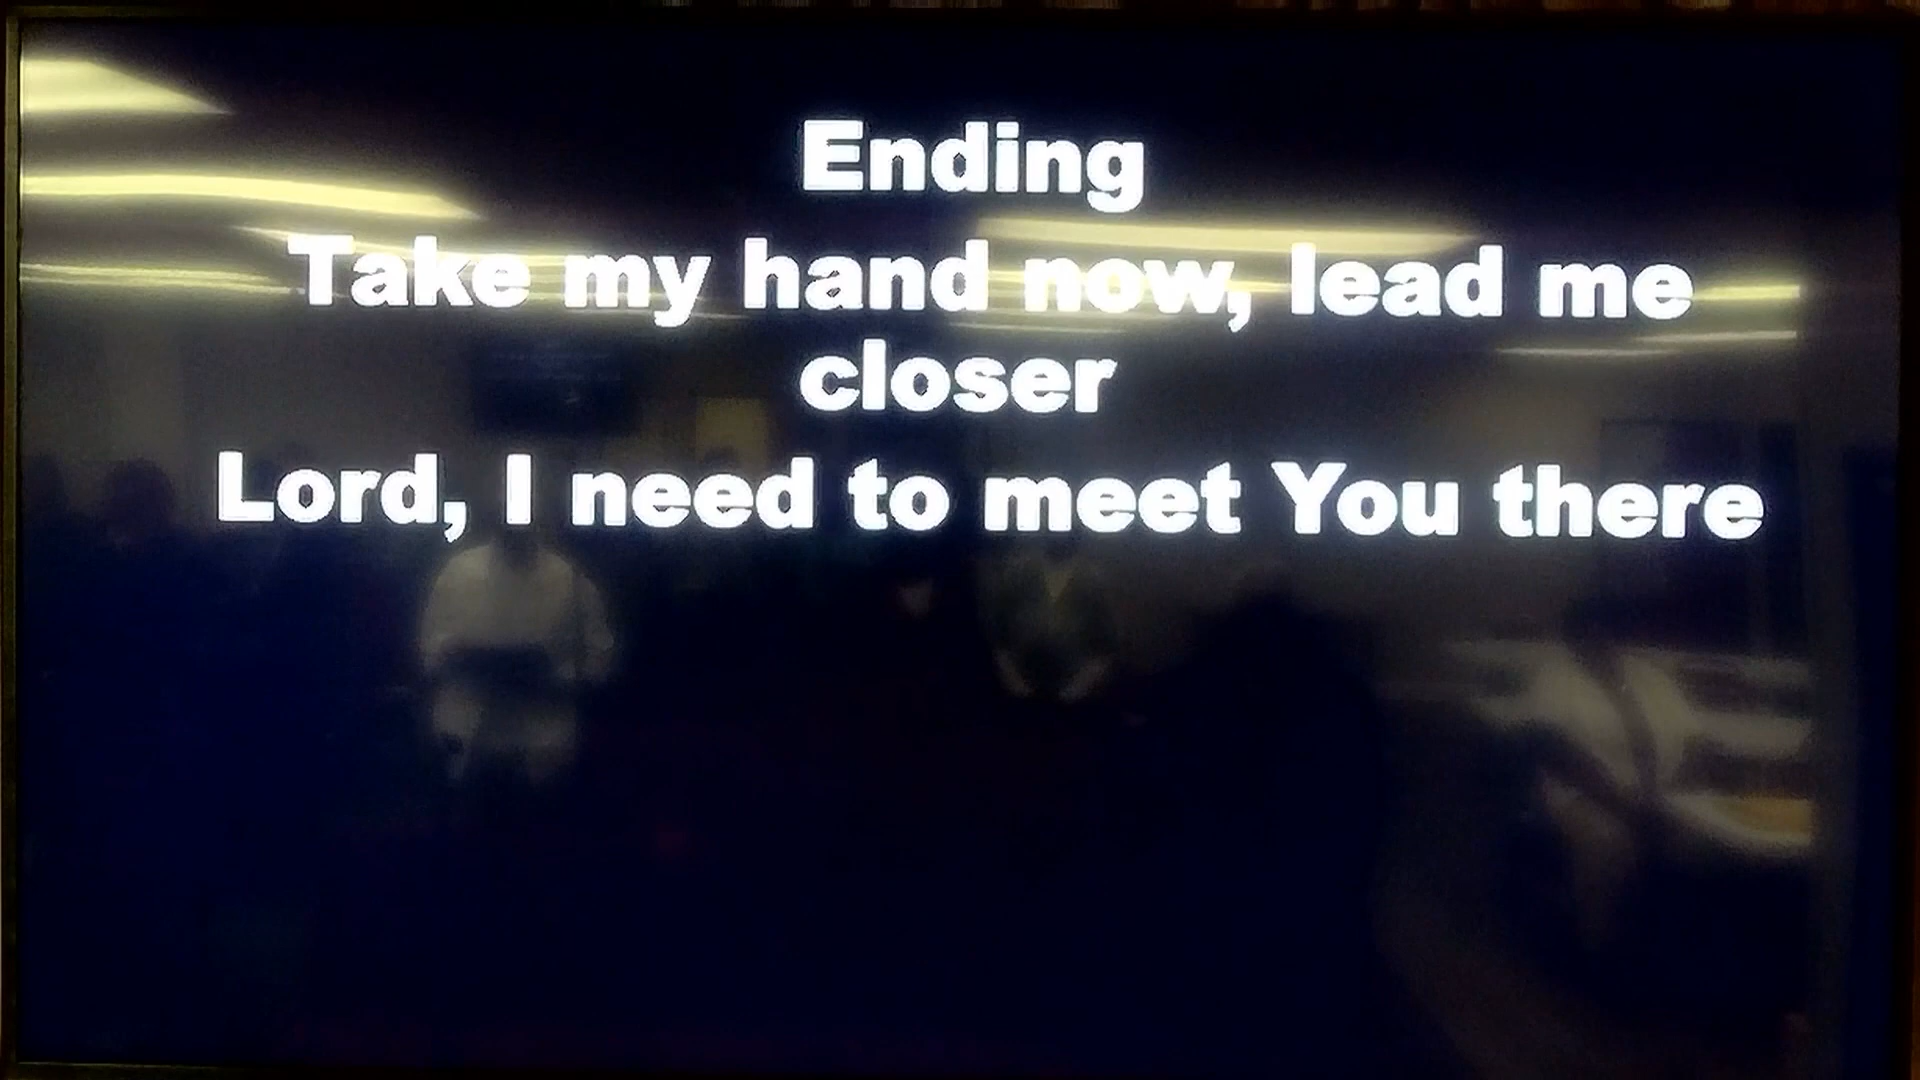 Ending
Take my hand now, lead me
closer
Lord, I need to meet You there